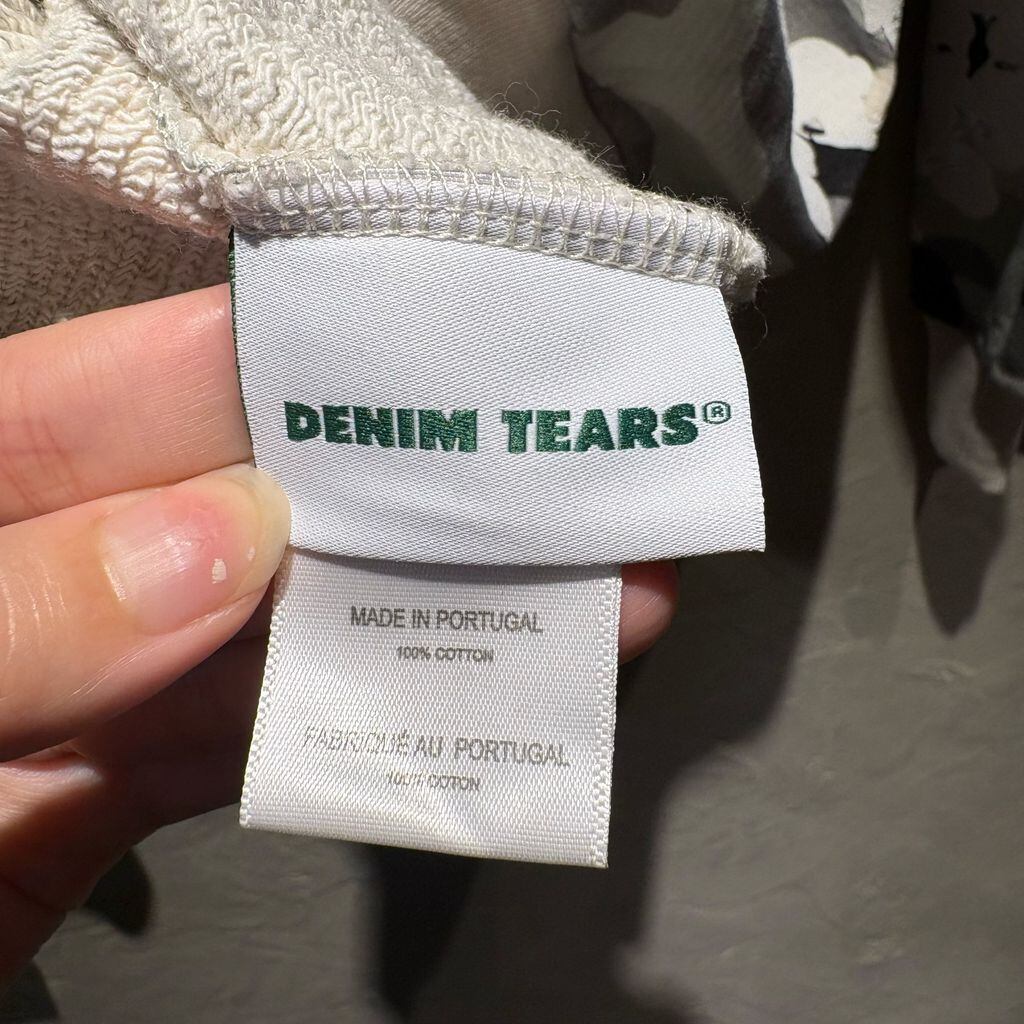 DENIM TEARS®
MADE IN PORTUGAL
100% COTTON
FABRIQUÉ AU PORTUGAL
100% COTON